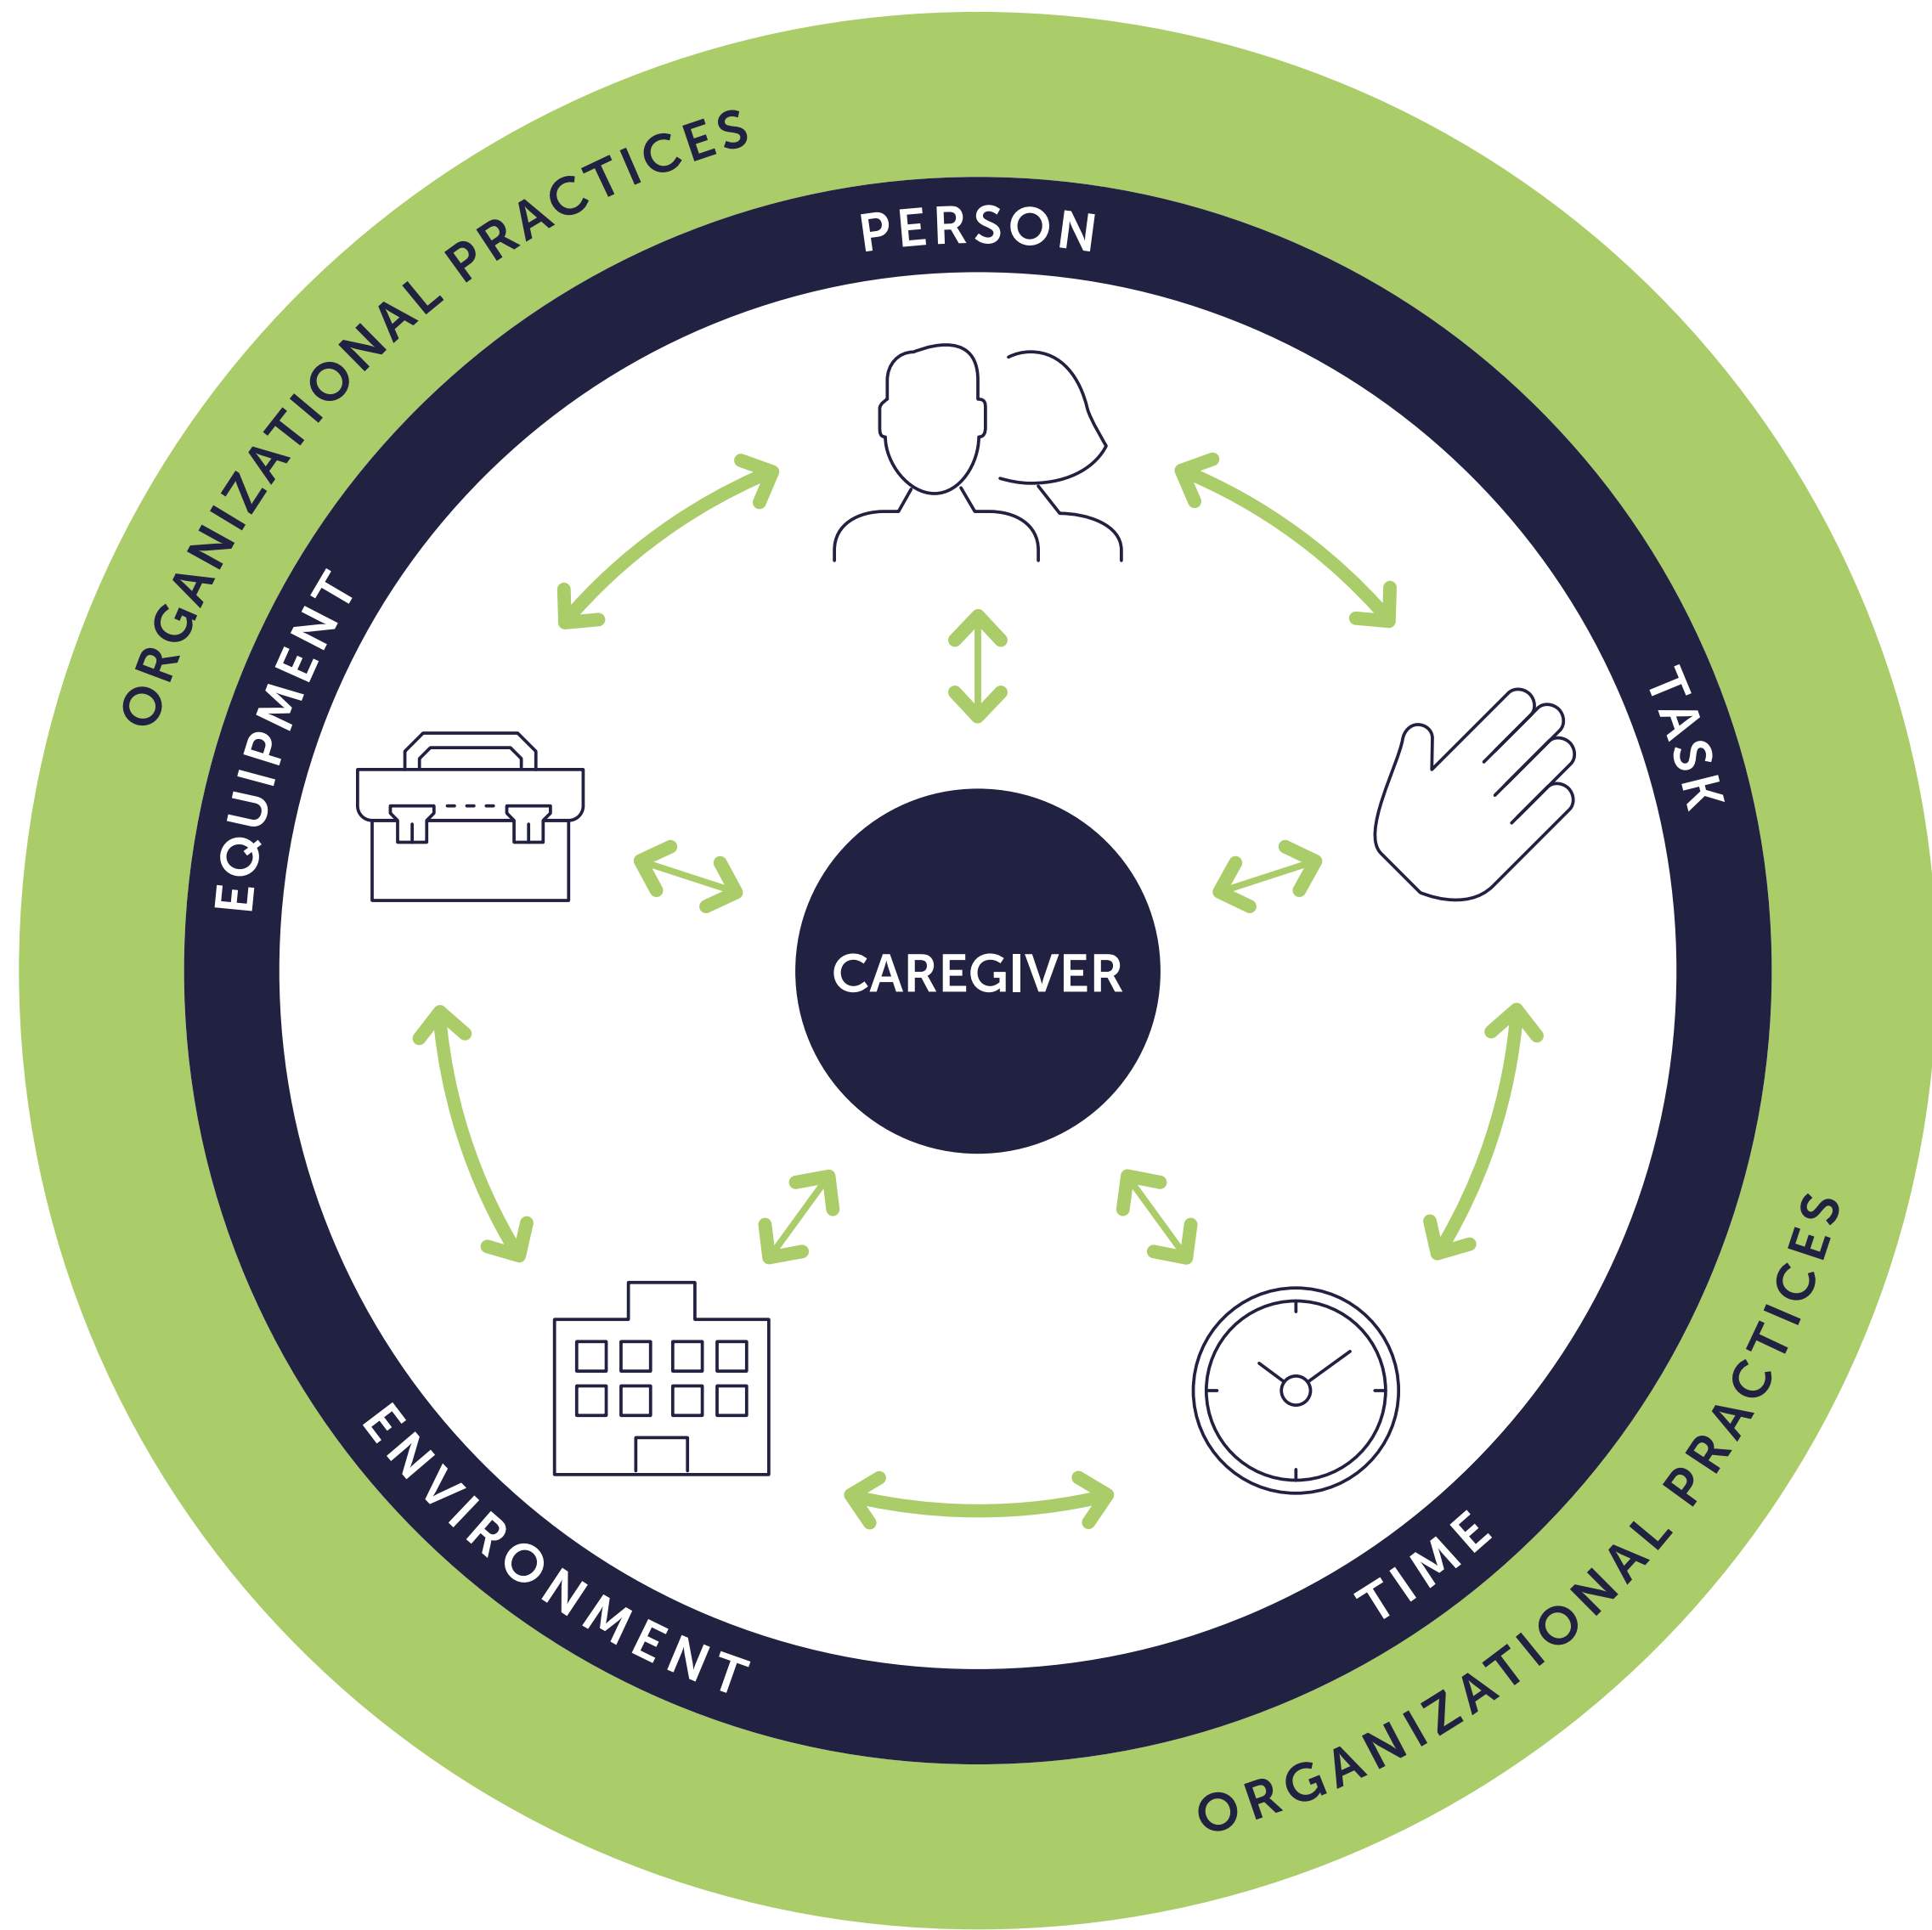 ORGANIZATIONAL PRACTICES
PERSON
EQUIPMENT
TASK
CAREGIVER
ENVIRONMENT
TIME
ORGANIZATIONAL PRACTICES